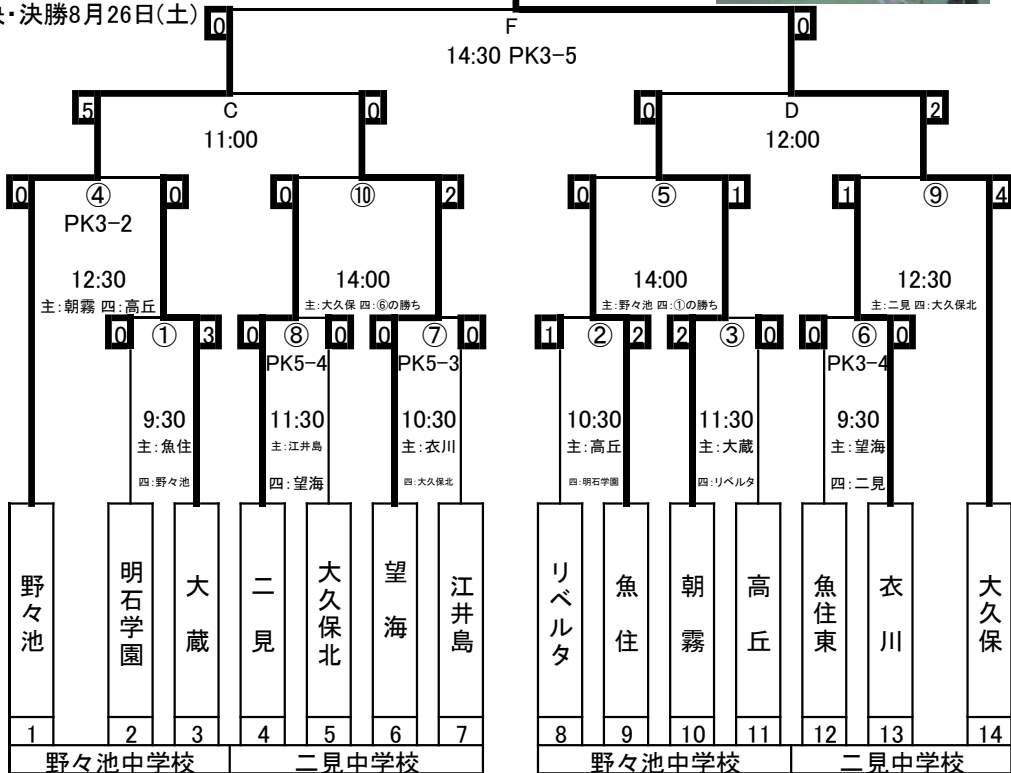 決・決勝8月26日(土)
0 F 0
14:30 PK3-5
5 C 0
11:00
0 D 2
12:00
0 ④ 0
PK3-2
12:30
主:朝霧 四:高丘
0 ⑩ 2
14:00
主:大久保 四:⑥の勝ち
0 ⑤ 1
14:00
主:野々池 四:①の勝ち
1 ⑨ 4
12:30
主:二見 四:大久保北
0 ① 3
9:30
主:魚住
四:野々池
0 ⑧ 0
PK5-4
11:30
主:江井島
四:望海
0 ⑦ 0
PK5-3
10:30
主:衣川
四:大久保北
1 ② 2
10:30
主:高丘
四:明石学園
2 ③ 0
11:30
主:大蔵
四:リベルタ
0 ⑥ 0
PK3-4
9:30
主:望海
四:二見
野々池
明石学園
大蔵
二見
大久保北
望海
江井島
リベルタ
魚住
朝霧
高丘
魚住東
衣川
大久保
1 2 3 4 5 6 7 8 9 10 11 12 13 14
野々池中学校 二見中学校 野々池中学校 二見中学校